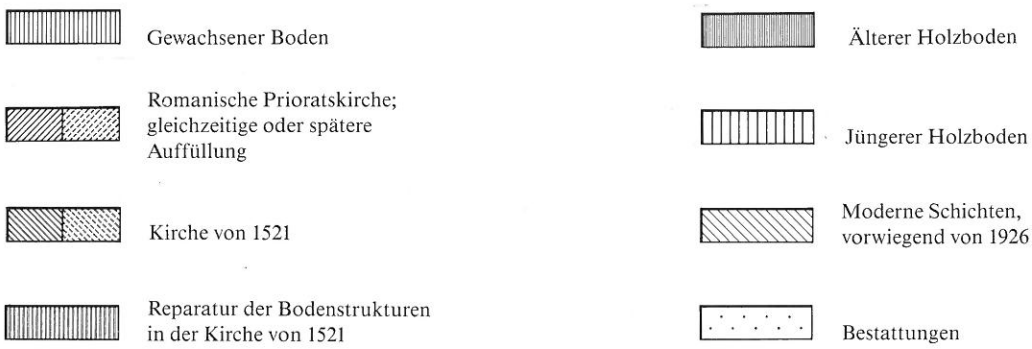 Gewachsener Boden
Romanische Prioratskirche;
gleichzeitige oder spätere
Auffüllung
Kirche von 1521
Reparatur der Bodenstrukturen
in der Kirche von 1521
Älterer Holzboden
Jüngerer Holzboden
Moderne Schichten,
vorwiegend von 1926
Bestattungen